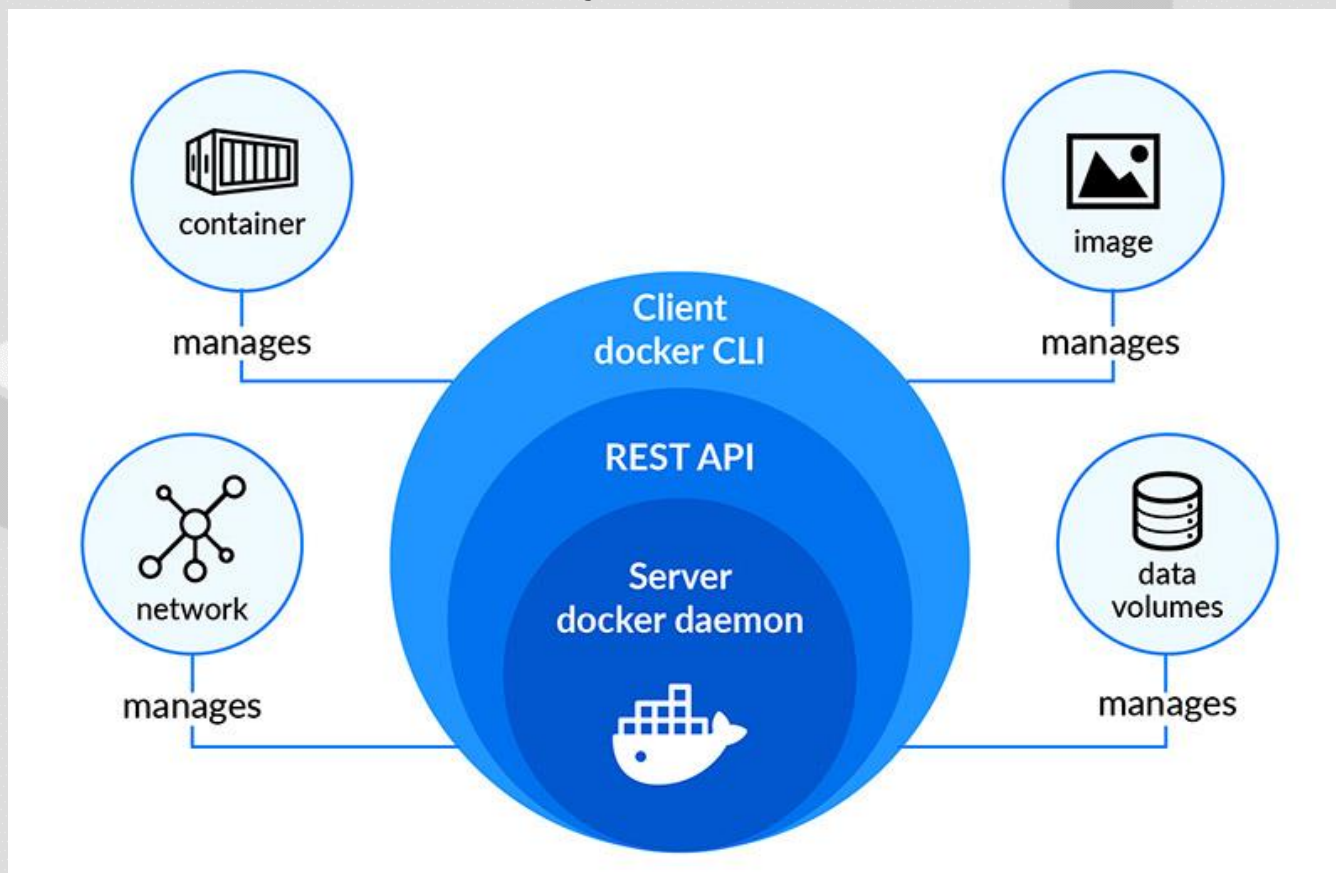 container
manages
image
manages
Client
docker CLI
REST API
Server
docker daemon
network
manages
data
volumes
manages